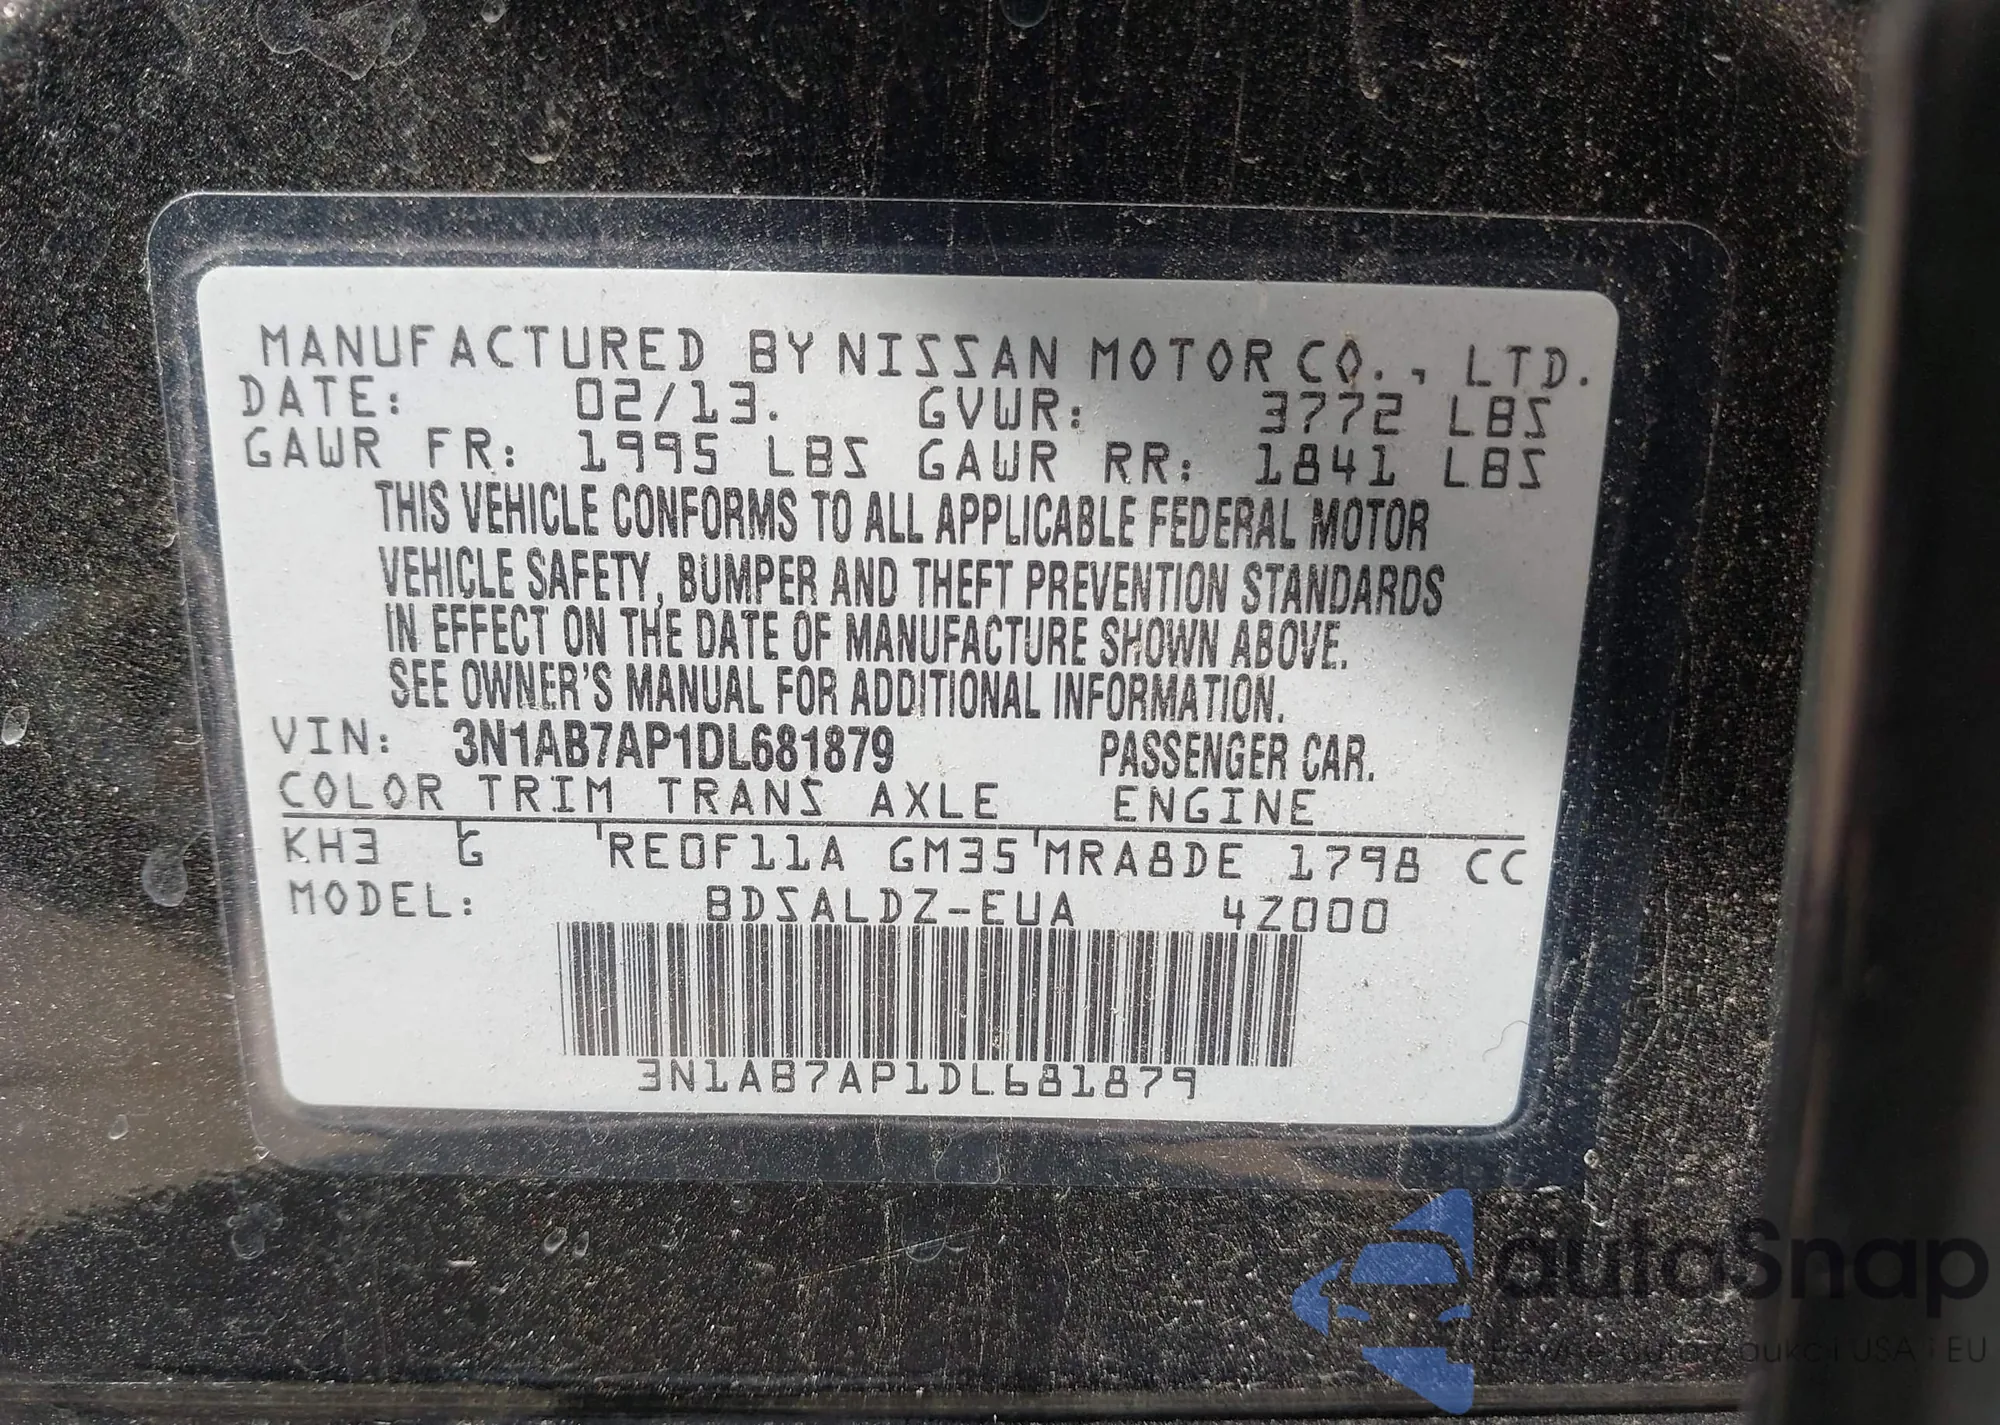 MANUFACTURED BY NISSAN MOTOR CO., LTD.
DATE: 02/13. GVWR: 3772 LBS
GAWR FR: 1995 LBS GAWR RR: 1841 LBS
THIS VEHICLE CONFORMS TO ALL APPLICABLE FEDERAL MOTOR
VEHICLE SAFETY, BUMPER AND THEFT PREVENTION STANDARDS
IN EFFECT ON THE DATE OF MANUFACTURE SHOWN ABOVE.
SEE OWNER'S MANUAL FOR ADDITIONAL INFORMATION.
VIN: 3N1AB7AP1DL681879 PASSENGER CAR.
COLOR TRIM TRANS AXLE ENGINE
KH3 G RE0F11A GM35 MRA8DE 1798 CC
MODEL: BDSALDZ-EUA 4Z000
3N1AB7AP1DL681879
autoSnap
USA i EU